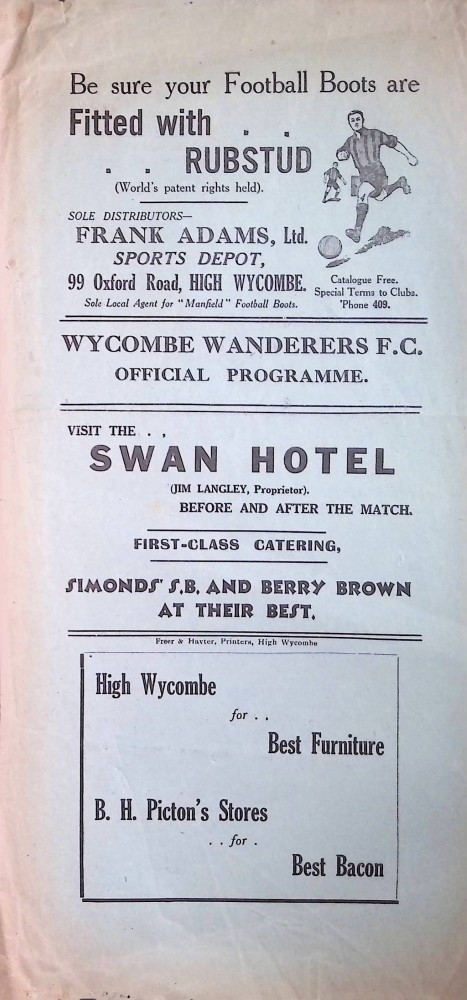 Be sure your Football Boots are
Fitted with . .
. . RUBSTUD
(World's patent rights held).
SOLE DISTRIBUTORS—
FRANK ADAMS, Ltd.
SPORTS DEPOT,
99 Oxford Road, HIGH WYCOMBE.
Sole Local Agent for "Manfield" Football Boots.
Catalogue Free.
Special Terms to Clubs.
'Phone 409.
WYCOMBE WANDERERS F.C.
OFFICIAL PROGRAMME.
VISIT THE . ,
SWAN HOTEL
(JIM LANGLEY, Proprietor).
BEFORE AND AFTER THE MATCH.
FIRST-CLASS CATERING,
SIMONDS' S.B. AND BERRY BROWN
AT THEIR BEST.
Freer & Hayter, Printers, High Wycombe
High Wycombe
for . .
Best Furniture
B. H. Picton's Stores
. . for .
Best Bacon